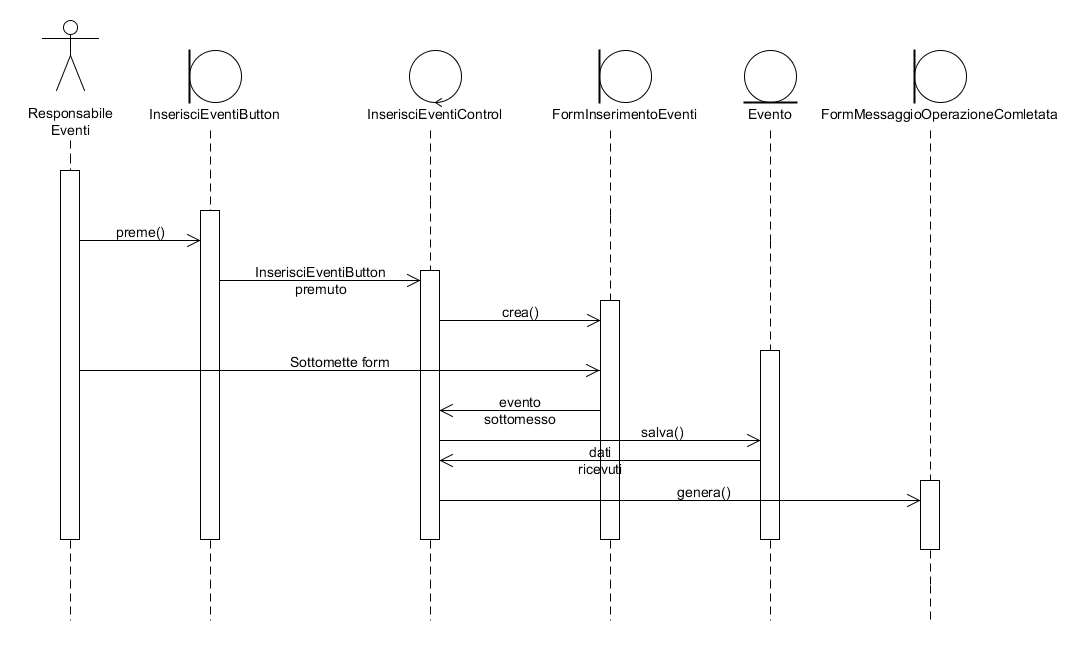 Responsabile
Eventi
InserisciEventiButton
InserisciEventiControl
FormInserimentoEventi
Evento
FormMessaggioOperazioneComletata
preme()
InserisciEventiButton
premuto
crea()
Sottomette form
evento
sottomesso
salva()
dati
ricevuti
genera()